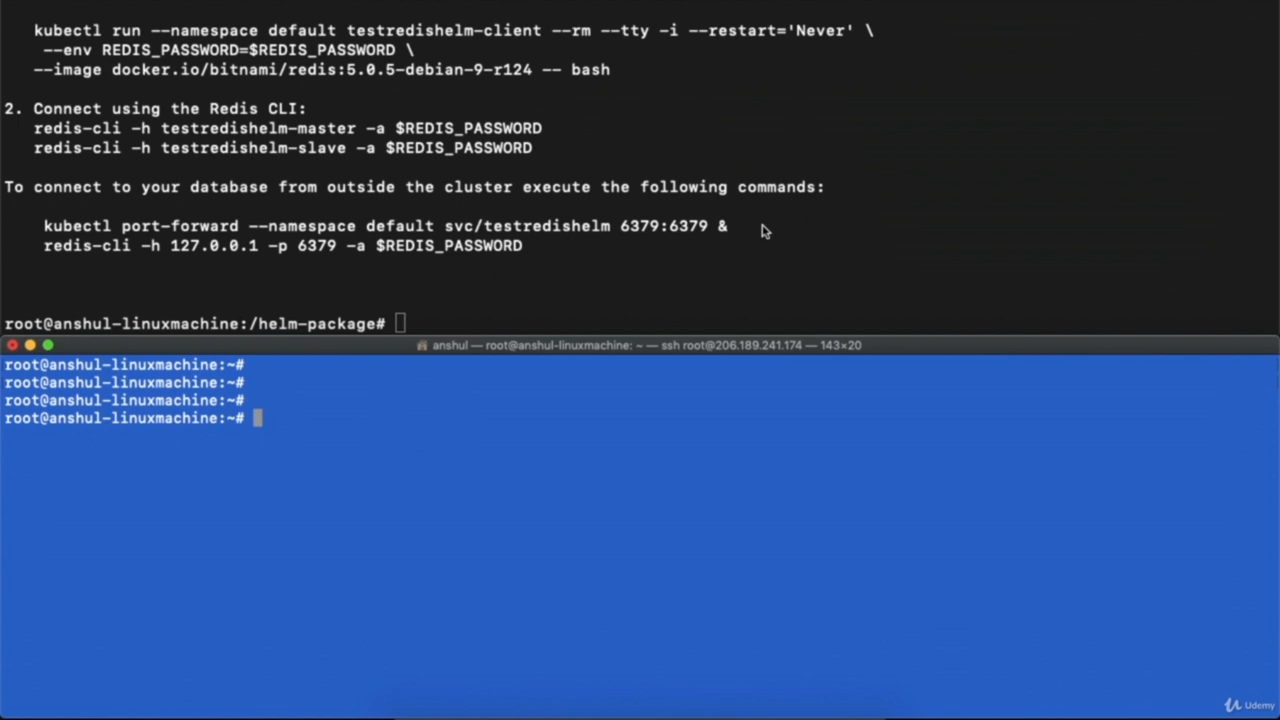 kubectl run --namespace default testredishelm-client --rm --tty -i --restart='Never' \
--env REDIS_PASSWORD=$REDIS_PASSWORD \
--image docker.io/bitnami/redis:5.0.5-debian-9-r124 -- bash
2. Connect using the Redis CLI:
redis-cli -h testredishelm-master -a $REDIS_PASSWORD
redis-cli -h testredishelm-slave -a $REDIS_PASSWORD
To connect to your database from outside the cluster execute the following commands:
kubectl port-forward --namespace default svc/testredishelm 6379:6379 &
redis-cli -h 127.0.0.1 -p 6379 -a $REDIS_PASSWORD
root@anshul-linuxmachine:/helm-package#
anshul — root@anshul-linuxmachine: ~ — ssh root@206.189.241.174 — 143×20
root@anshul-linuxmachine:~#
root@anshul-linuxmachine:~#
root@anshul-linuxmachine:~#
root@anshul-linuxmachine:~#
Udemy